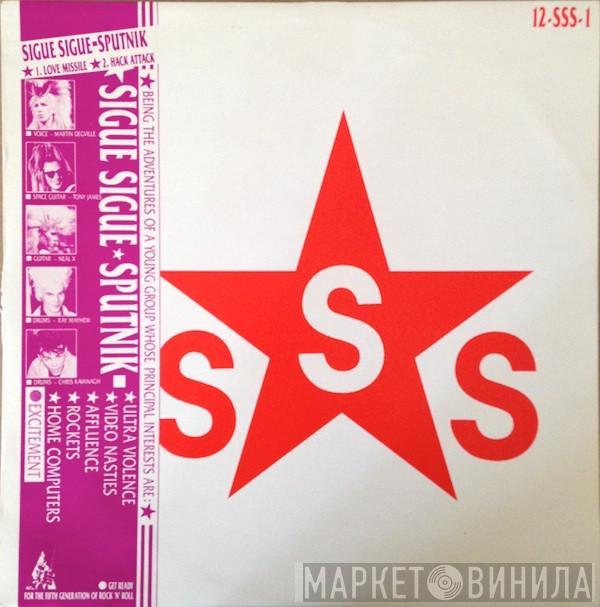 12-SSS-1
SIGUE SIGUE-SPUTNIK
★ 1. LOVE MISSILE ★ 2. HACK ATTACK
VOICE - MARTIN DEGVILLE
SPACE GUITAR - TONY JAMES
GUITAR - NEAL X
DRUMS - RAY MAYHEW
DRUMS - CHRIS KAVANAGH
★ SIGUE SIGUE ★ SPUTNIK
★ BEING THE ADVENTURES OF A YOUNG GROUP WHOSE PRINCIPAL INTERESTS ARE: ★
★ ULTRA VIOLENCE
★ VIDEO NASTIES
★ AFFLUENCE
★ ROCKETS
★ HOME COMPUTERS
EXCITEMENT
GET READY
FOR THE FIFTH GENERATION OF ROCK 'N' ROLL
S
S
S
МАРКЕТ ВИНИЛА